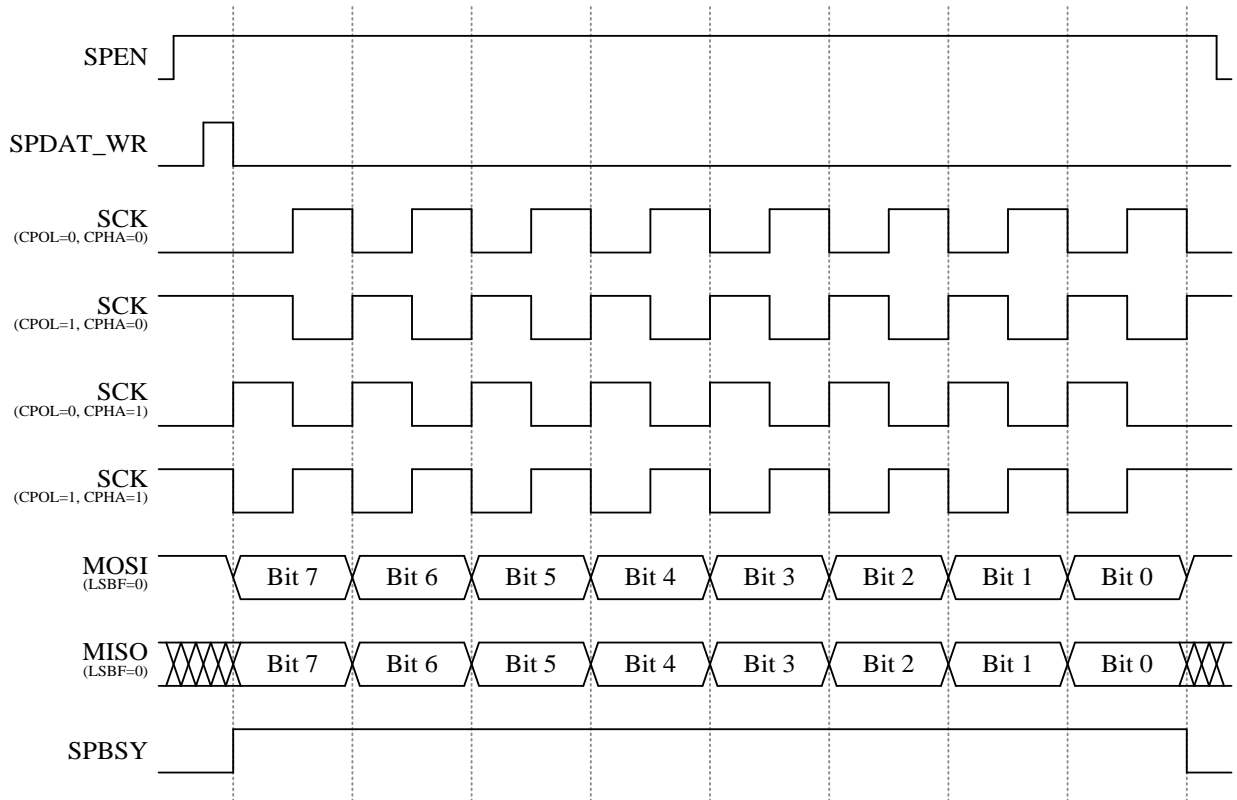 SPEN
SPDAT_WR
SCK
(CPOL=0, CPHA=0)
SCK
(CPOL=1, CPHA=0)
SCK
(CPOL=0, CPHA=1)
SCK
(CPOL=1, CPHA=1)
MOSI
(LSBF=0)
Bit 7 Bit 6 Bit 5 Bit 4 Bit 3 Bit 2 Bit 1 Bit 0
MISO
(LSBF=0)
Bit 7 Bit 6 Bit 5 Bit 4 Bit 3 Bit 2 Bit 1 Bit 0
SPBSY